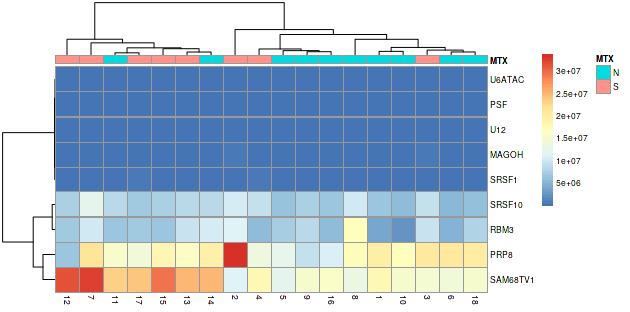 MTX
U6ATAC
PSF
U12
MAGOH
SRSF1
SRSF10
RBM3
PRP8
SAM68TV1
12 7 11 17 15 13 14 2 4 5 9 16 8 1 10 3 6 18
3e+07
2.5e+07
2e+07
1.5e+07
1e+07
5e+06
MTX
N
S